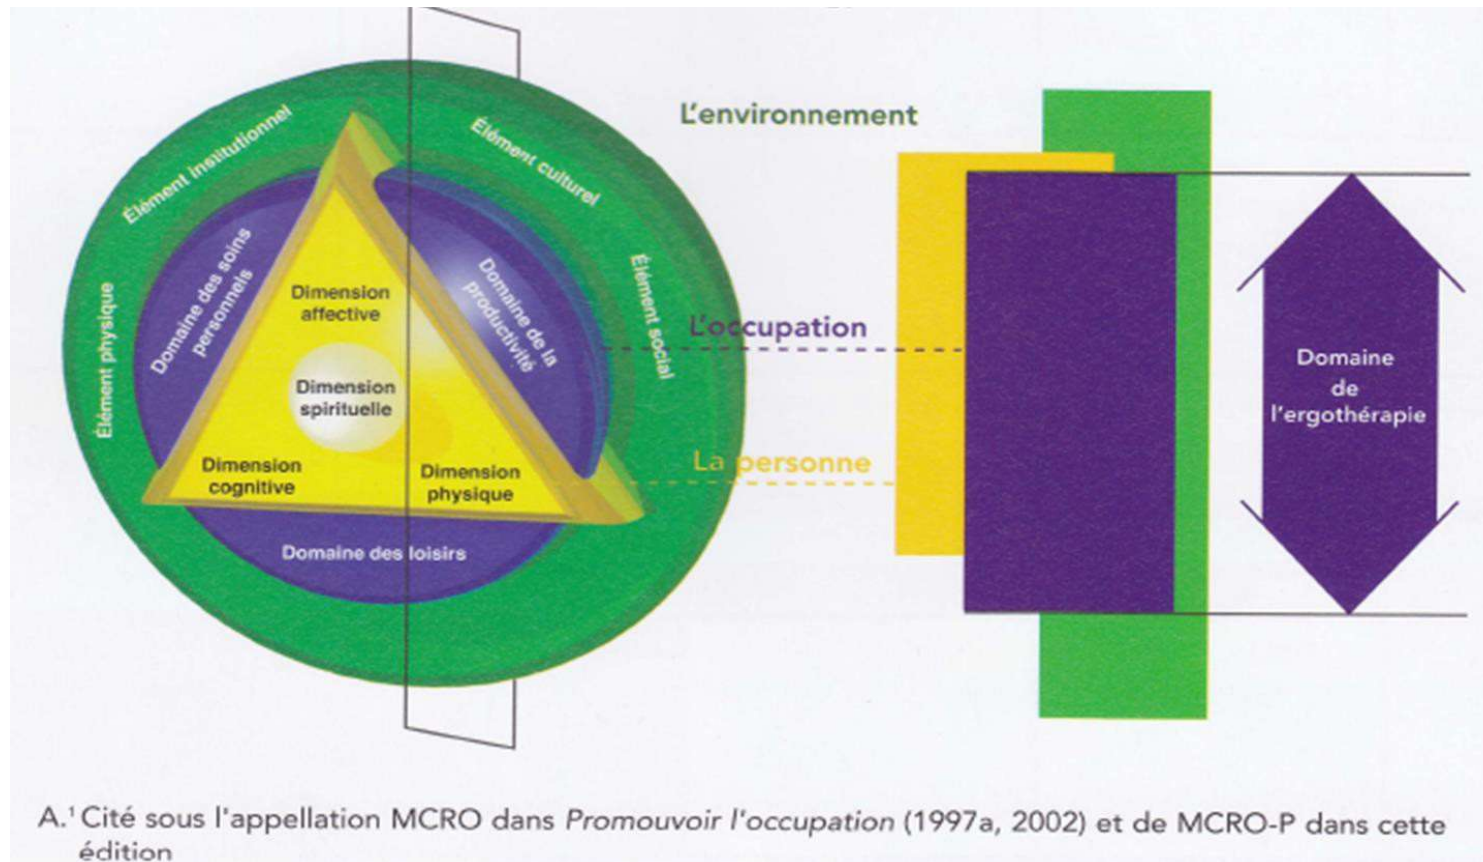 Élément institutionnel
Élément culturel
Élément physique
Élément social
Domaine des soins
personnels
Domaine de la
productivité
Dimension
affective
Dimension
spirituelle
Dimension
cognitive
Dimension
physique
Domaine des loisirs
L'environnement
L'occupation
La personne
Domaine
de
l'ergothérapie
A.¹ Cité sous l'appellation MCRO dans Promouvoir l'occupation (1997a, 2002) et de MCRO-P dans cette
édition